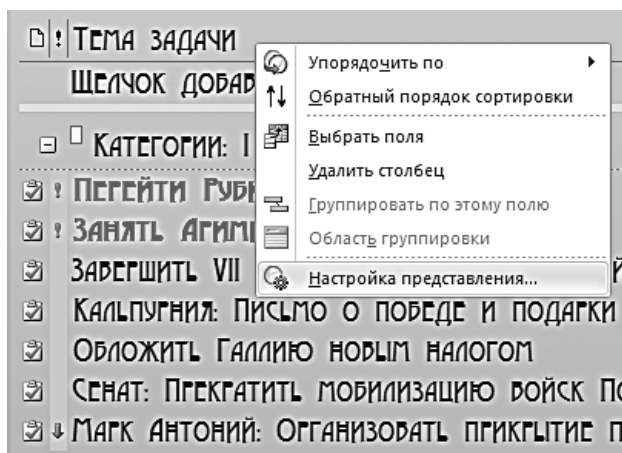 ! Тема задачи
Щелчок добав
Упорядочить по
Обратный порядок сортировки
Выбрать поля
Удалить столбец
Группировать по этому полю
Область группировки
Настройка представления...
Категории: I
Перейти
Занять
Завершить VII
Кальпурния: Письмо о победе и подарки
Обложить Галлию новым налогом
Сенат: Прекратить мобилизацию войск
Марк Антоний: Организовать прикрытие